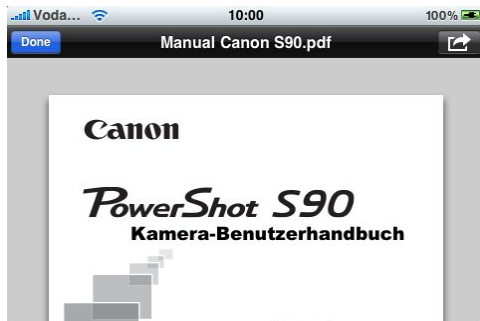 Voda... 10:00 100%
Done Manual Canon S90.pdf
Canon
PowerShot S90
Kamera-Benutzerhandbuch